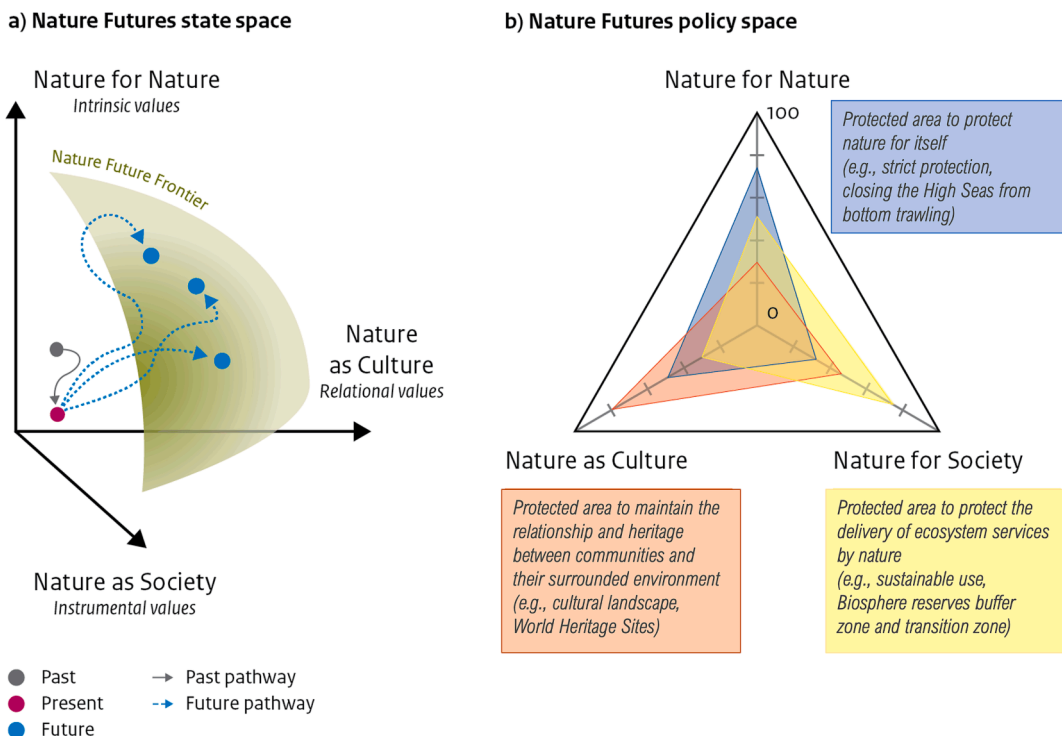 a) Nature Futures state space
Nature for Nature
Intrinsic values
Nature Future Frontier
Nature
as Culture
Relational values
Nature as Society
Instrumental values
Past
Present
Future
Past pathway
Future pathway
b) Nature Futures policy space
Nature for Nature
100
0
Protected area to protect
nature for itself
(e.g., strict protection,
closing the High Seas from
bottom trawling)
Nature as Culture
Protected area to maintain the
relationship and heritage
between communities and
their surrounded environment
(e.g., cultural landscape,
World Heritage Sites)
Nature for Society
Protected area to protect the
delivery of ecosystem services
by nature
(e.g., sustainable use,
Biosphere reserves buffer
zone and transition zone)